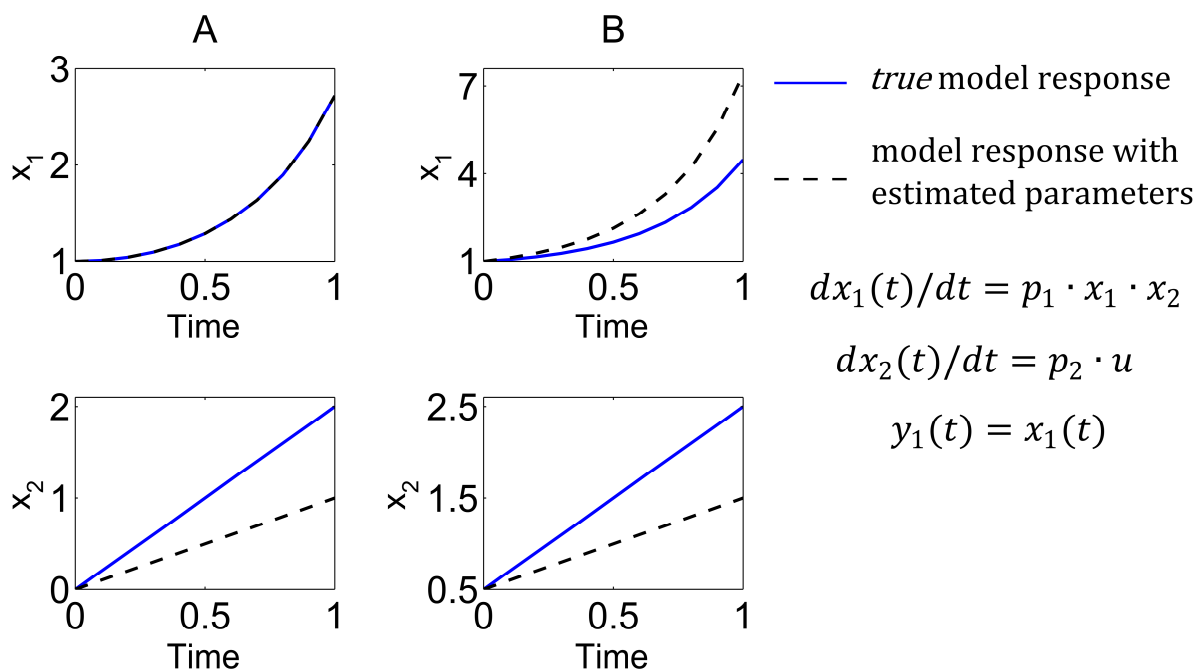 A
3
2
1
x₁
0
0.5
1
Time
B
7
4
1
x₁
0
0.5
1
Time
true model response
model response with
estimated parameters
dx₁(t)/dt = p₁ · x₁ · x₂
dx₂(t)/dt = p₂ · u
y₁(t) = x₁(t)
2
1
0
x₂
0
0.5
1
Time
2.5
1.5
0.5
x₂
0
0.5
1
Time